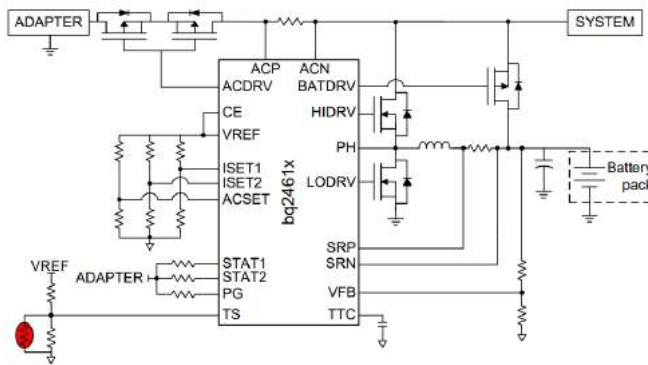 ADAPTER
SYSTEM
ACP
ACN
ACDRV
BATDRV
CE
HIDRV
VREF
PH
ISET1
ISET2
LODRV
ACSET
bq2461x
Battery
pack
SRP
STAT1
SRN
VREF
ADAPTER
STAT2
PG
VFB
TS
TTC